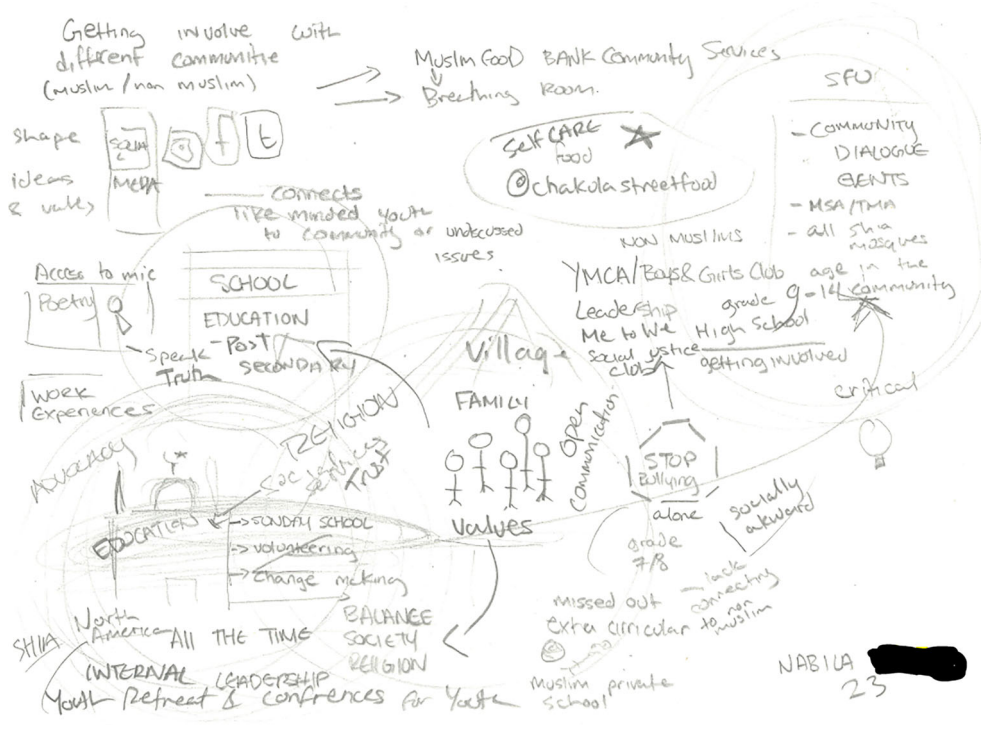 Getting involve with
different communitie
(muslim/non muslim)
Muslim Food BANK Community Services
Breathing Room.
SFU
- COMMUNITY
DIALOGUE
EVENTS
- MSA/TMA
- all Shia
mosques
age in the
community
shape
ideas
& values
SOCIAL
MEDIA
f
t
connects
like minded youth
to community or undiscussed
issues
Self CARE
food
@chakulastreetfood
Access to mic
Poetry
Speak
Truth
WORK
Experiences
SCHOOL
EDUCATION
- Post
SECONDARY
Village
FAMILY
values
Open
communication
NON MUSLIMS
YMCA/Boys & Girls Club
Leadership
Me to We
social justice
club
grade 9-12
High School
getting involved
critical
STOP
Bullying
alone
grade
7/8
socially
akward
- lack
connecting
to non
muslim
missed out
extra cirricular
Muslim private
school
ADVOCACY
RELIGION
Trust
EDUCATION
-> SUNDAY SCHOOL
-> volunteering
-> change making
BALANCE
SOCIETY
RELIGION
SHIA
North
America
ALL THE TIME
INTERNAL LEADERSHIP
Youth Retreat & confrences for Youth
NABILA
23